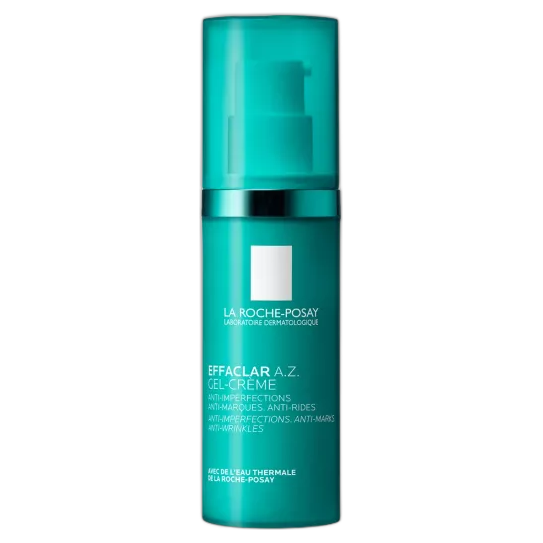 LA ROCHE-POSAY
LABORATOIRE DERMATOLOGIQUE
EFFACLAR A.Z.
GEL-CRÈME
ANTI-IMPERFECTIONS
ANTI-MARQUES, ANTI-RIDES
ANTI-IMPERFECTIONS, ANTI-MARKS
ANTI-WRINKLES
AVEC DE L'EAU THERMALE
DE LA ROCHE-POSAY